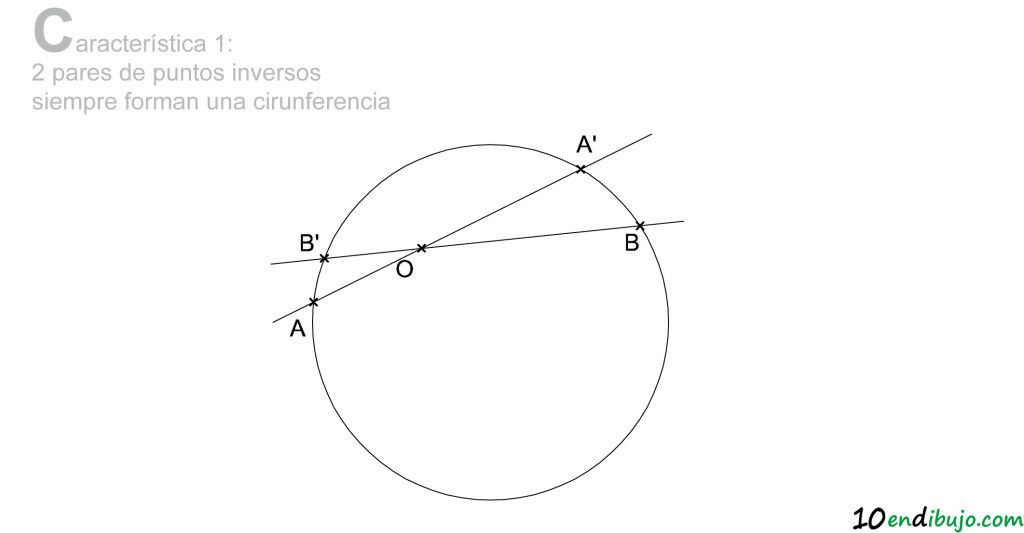 Característica 1:
2 pares de puntos inversos
siempre forman una cirunferencia
A'
B'
B
O
A
10endibujo.com